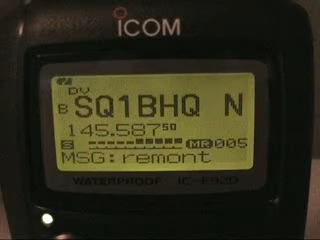 ICOM
DV
B SQ1BHQ N
145.587 50
S MR 005
MSG: remont
WATERPROOF IC-E92D